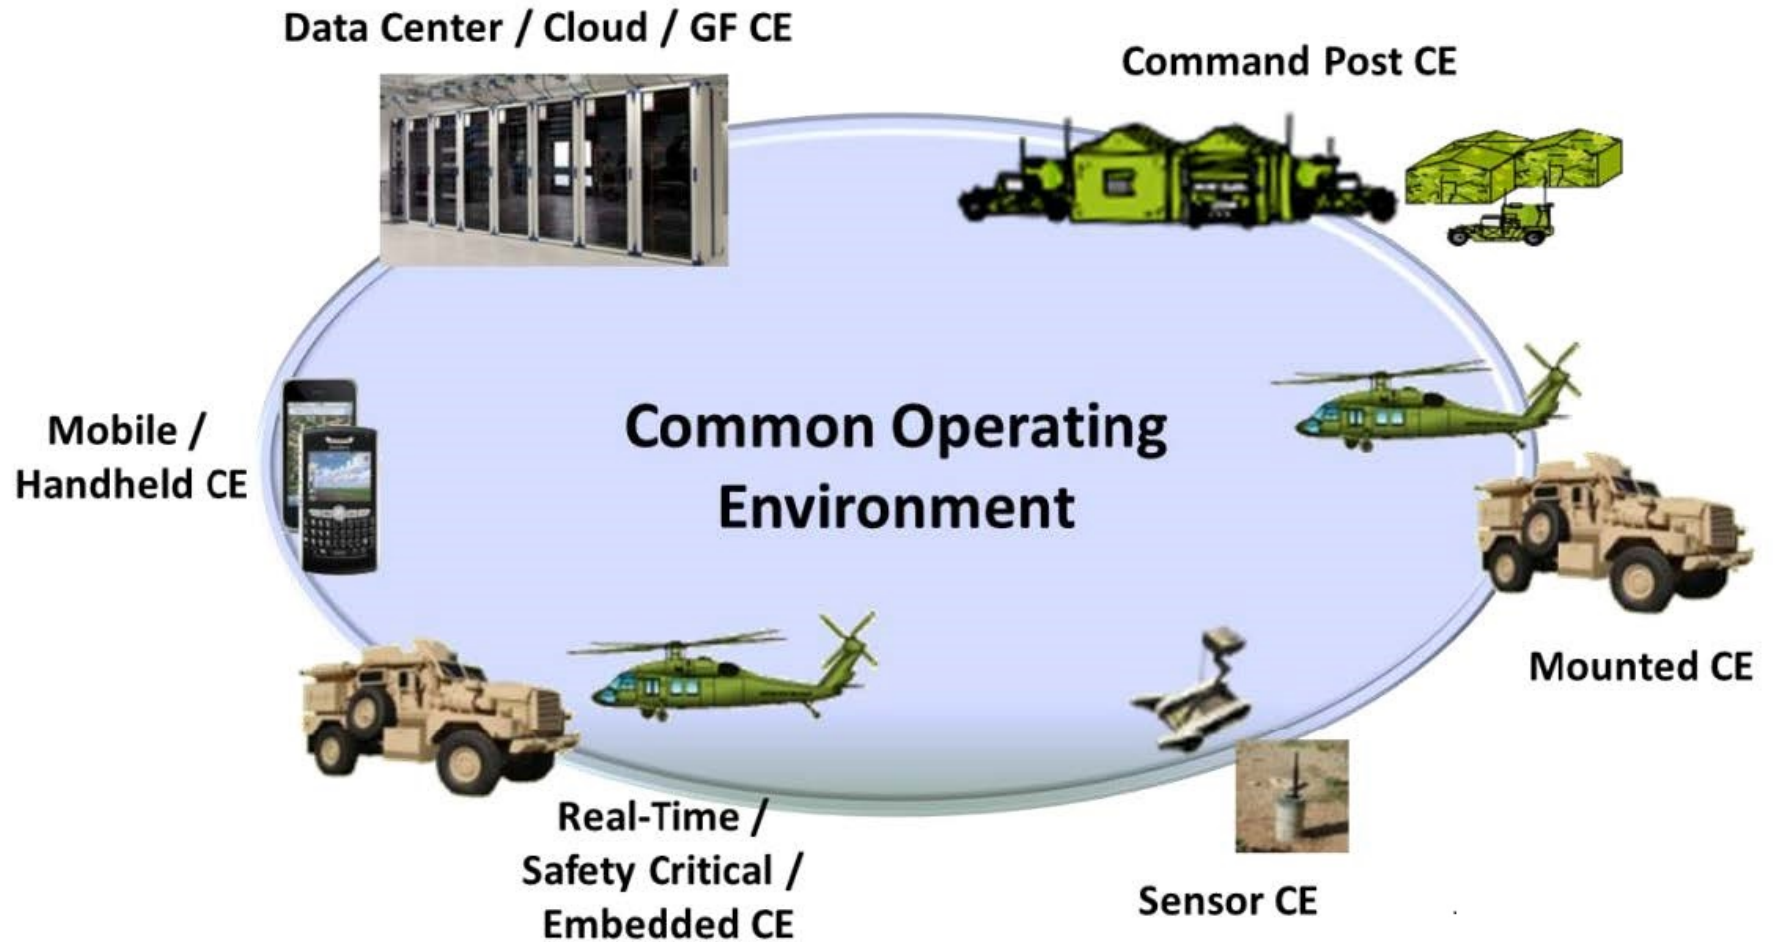 Data Center / Cloud / GF CE
Command Post CE
Common Operating
Environment
Mobile /
Handheld CE
Mounted CE
Real-Time /
Safety Critical /
Embedded CE
Sensor CE